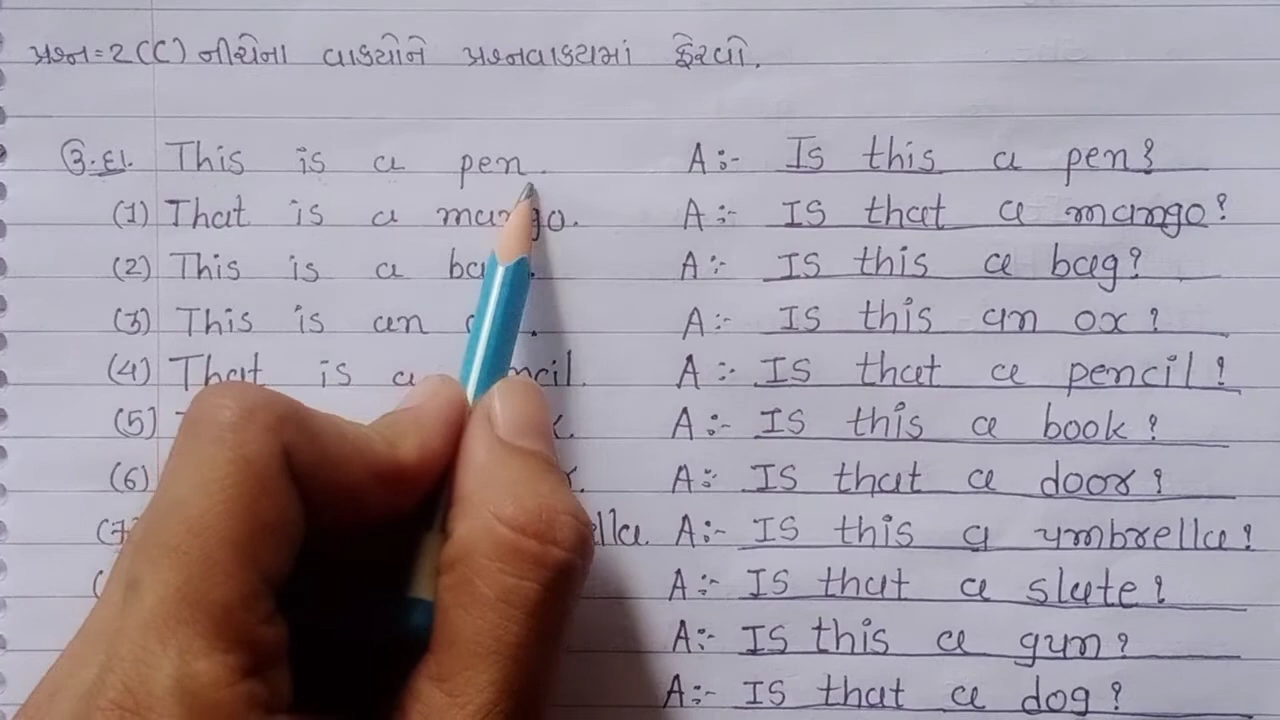 પ્રશ્ન=2 (C) નીચેના વાક્યોને પ્રશ્નવાક્યમાં ફેરવો.
ઉ.દા. This is a pen. A:- Is this a pen?
(1) That is a mango. A:- IS that a mango?
(2) This is a A:- IS this a bag?
(3) This is an A:- IS this an ox?
(4) That is a A:- IS that a pencil?
(5) A:- IS this a book?
(6) A:- IS that a door?
(7) A:- IS this a umbrella?
A:- IS that a slate?
A:- IS this a gun?
A:- IS that a dog?